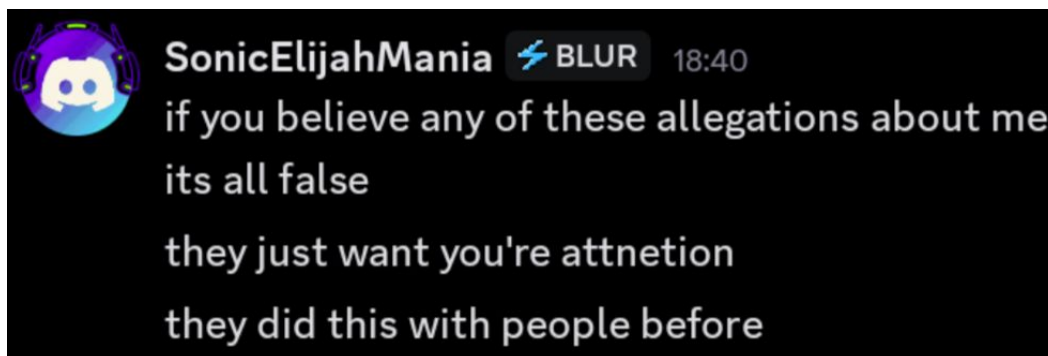 SonicElijahMania BLUR 18:40
if you believe any of these allegations about me
its all false
they just want you're attnetion
they did this with people before